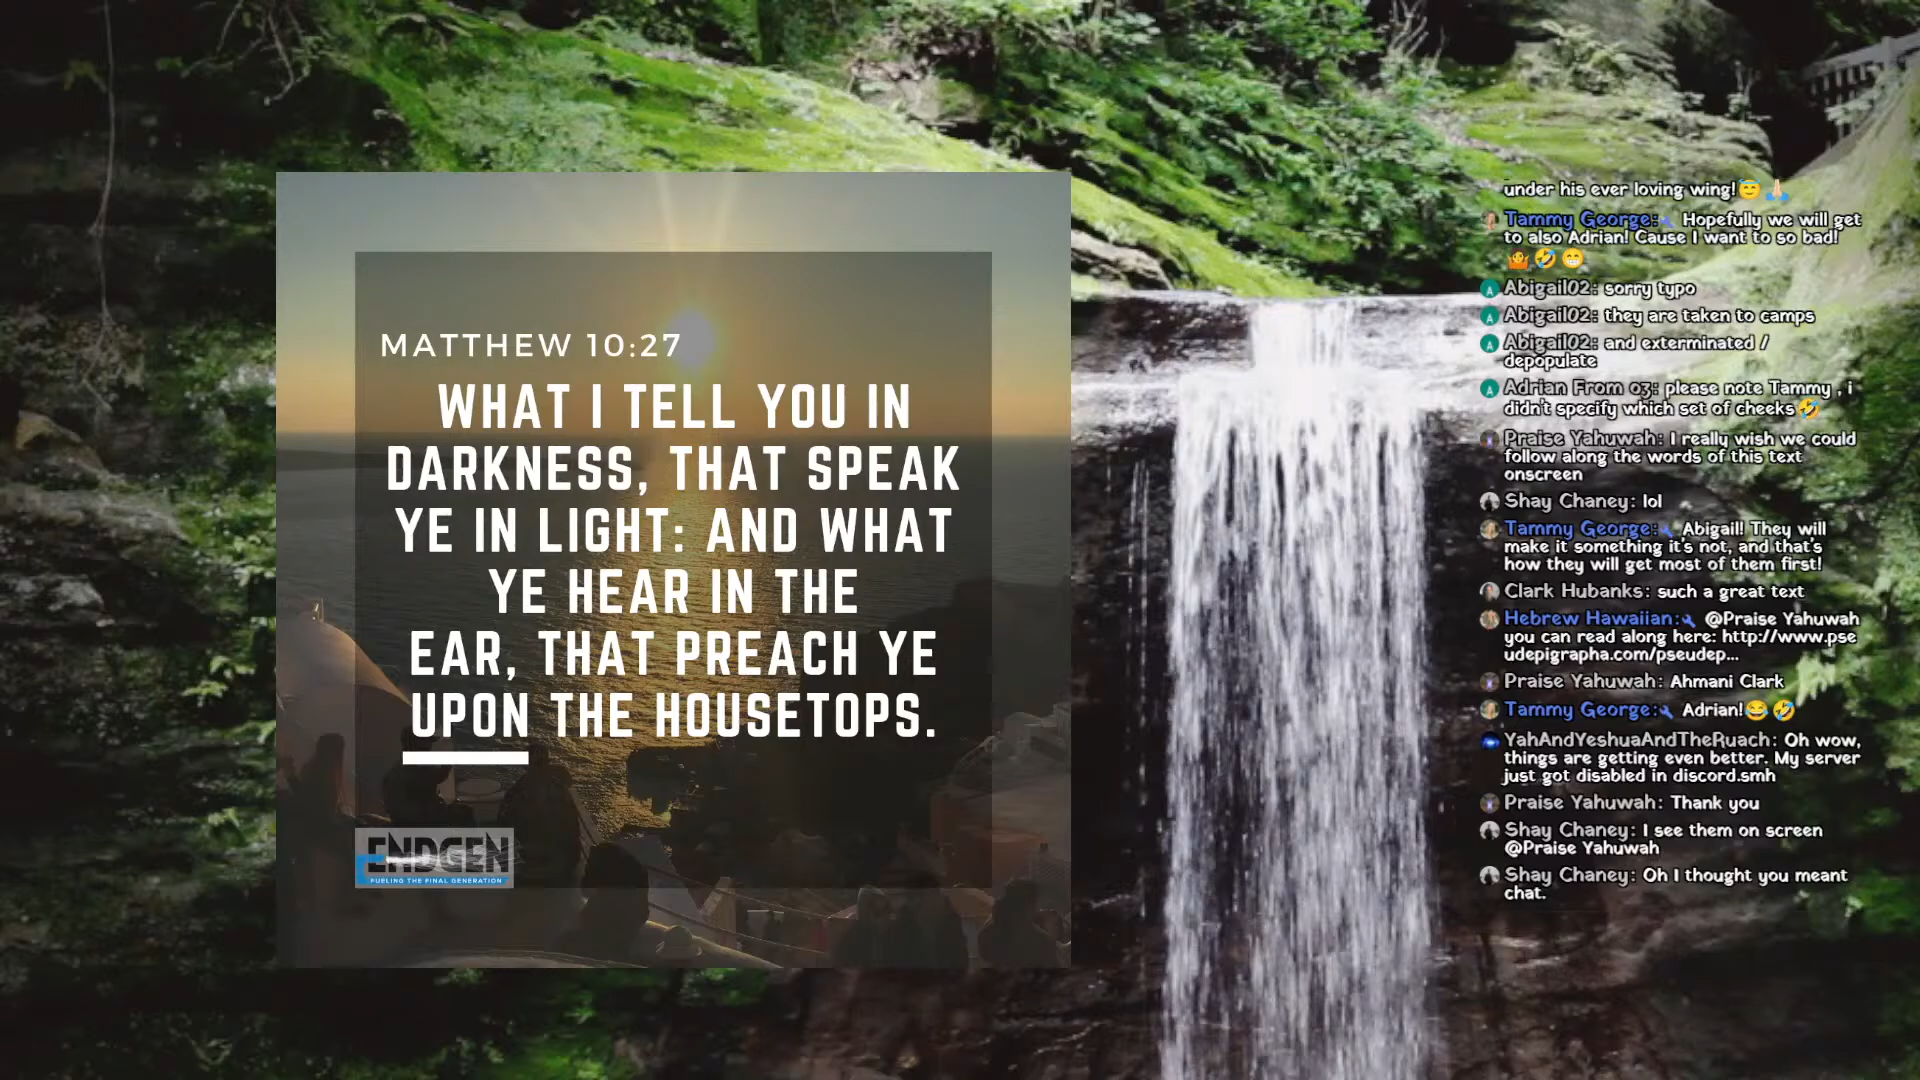 MATTHEW 10:27
WHAT I TELL YOU IN
DARKNESS, THAT SPEAK
YE IN LIGHT: AND WHAT
YE HEAR IN THE
EAR, THAT PREACH YE
UPON THE HOUSETOPS.
ENDGEN
FUELING THE FINAL GENERATION
under his ever loving wing!😇🙏🏻
Tammy George: Hopefully we will get
to also Adrian! Cause I want to so bad!
🤷🤣😁
A Abigail02: sorry typo
A Abigail02: they are taken to camps
A Abigail02: and exterminated /
depopulate
A Adrian From oz: please note Tammy , i
didn't specify which set of cheeks🤣
Praise Yahuwah: I really wish we could
follow along the words of this text
onscreen
Shay Chaney: lol
Tammy George: Abigail! They will
make it something it's not, and that's
how they will get most of them first!
Clark Hubanks: such a great text
Hebrew Hawaiian: @Praise Yahuwah
you can read along here: http://www.pse
udepigrapha.com/pseudep...
Praise Yahuwah: Ahmani Clark
Tammy George: Adrian!😂🤣
YahAndYeshuaAndTheRuach: Oh wow,
things are getting even better. My server
just got disabled in discord.smh
Praise Yahuwah: Thank you
Shay Chaney: I see them on screen
@Praise Yahuwah
Shay Chaney: Oh I thought you meant
chat.